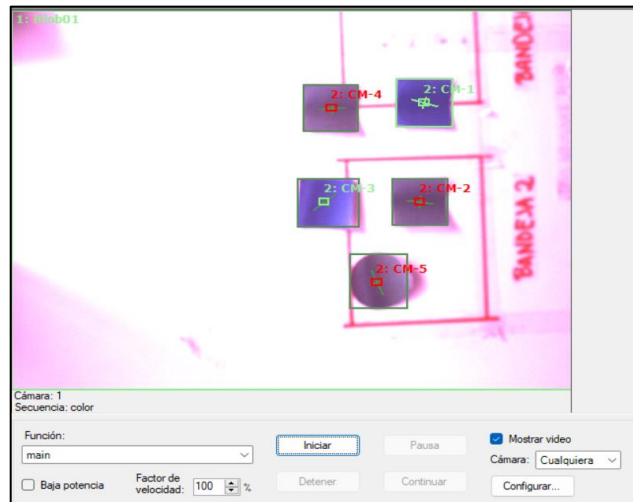 1: Blob01
2: CM-4
2: CM-1
2: CM-3
2: CM-2
2: CM-5
BANDEJA 2
Cámara: 1
Secuencia: color
Función:
main
Iniciar
Pausa
Mostrar video
Cámara: Cualquiera
Baja potencia
Factor de velocidad: 100 %
Detener
Continuar
Configurar...